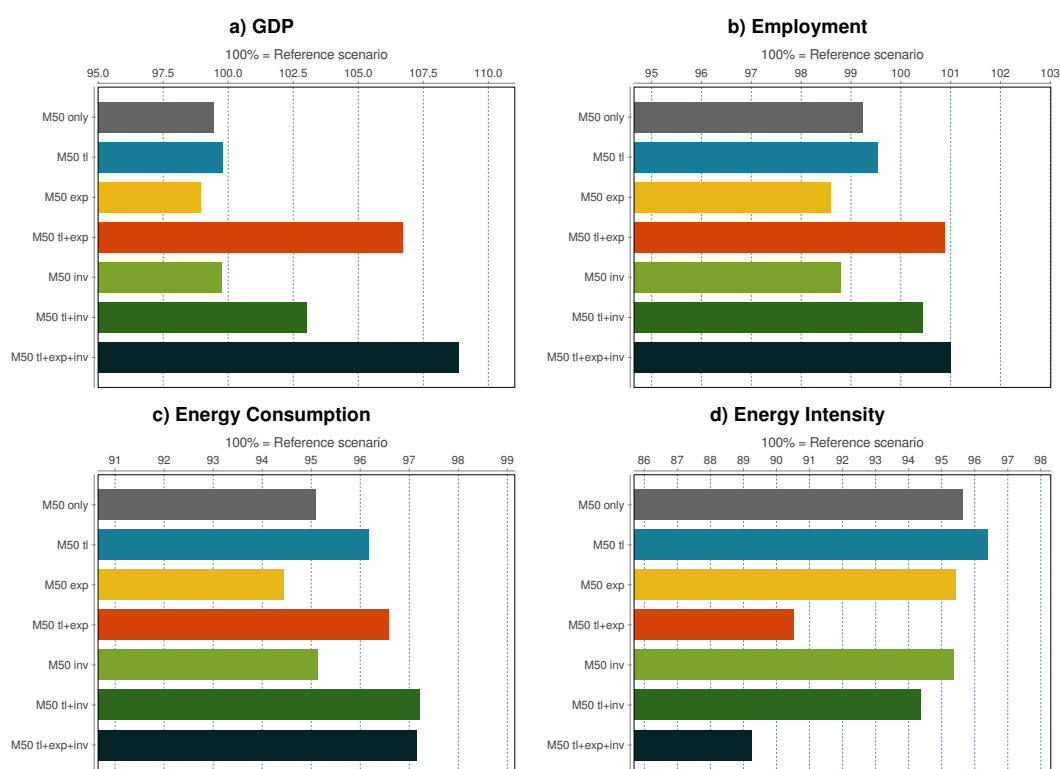 a) GDP
100% = Reference scenario
95.0 97.5 100.0 102.5 105.0 107.5 110.0
M50 only
M50 tl
M50 exp
M50 tl+exp
M50 inv
M50 tl+inv
M50 tl+exp+inv
b) Employment
100% = Reference scenario
95 96 97 98 99 100 101 102 103
M50 only
M50 tl
M50 exp
M50 tl+exp
M50 inv
M50 tl+inv
M50 tl+exp+inv
c) Energy Consumption
100% = Reference scenario
91 92 93 94 95 96 97 98 99
M50 only
M50 tl
M50 exp
M50 tl+exp
M50 inv
M50 tl+inv
M50 tl+exp+inv
d) Energy Intensity
100% = Reference scenario
86 87 88 89 90 91 92 93 94 95 96 97 98
M50 only
M50 tl
M50 exp
M50 tl+exp
M50 inv
M50 tl+inv
M50 tl+exp+inv